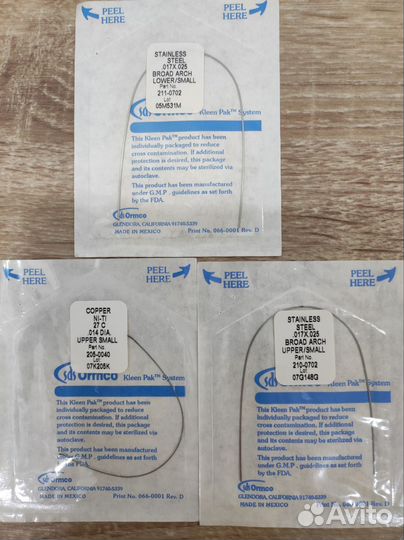 PEEL HERE
PEEL HERE
STAINLESS
STEEL
.017X.025
BROAD ARCH
LOWER/SMALL
Part No.
211-0702
Lot
05M531M
Kleen Pak™ System
This Kleen Pak™ product has been
individually packaged to reduce
cross contamination. If additional
protection is desired, this package
and its contents may be sterilized via
autoclave.
This product has been manufactured
under G.M.P. guidelines as set forth
by the FDA.
sds Ormco
GLENDORA, CALIFORNIA 91740-5339
MADE IN MEXICO Print No. 066-0001 Rev. D
PEEL HERE
PEEL HERE
COPPER
NI-TI
27 C
.014 DIA.
UPPER SMALL
Part No.
205-0040
Lot
07K205K
sds Ormco Kleen Pak™ System
This Kleen Pak™ product has been
individually packaged to reduce
cross contamination. If additional
protection is desired, this package
and its contents may be sterilized via
autoclave.
This product has been manufactured
under G.M.P. guidelines as set forth
by the FDA.
sds Ormco
GLENDORA, CALIFORNIA 91740-5339
MADE IN MEXICO Print No. 066-0001 Rev. D
PEEL HERE
PEEL HERE
STAINLESS
STEEL
.017X.025
BROAD ARCH
UPPER/SMALL
Part No.
210-0702
Lot
07G148G
Kleen Pak™ System
This Kleen Pak™ product has been
individually packaged to reduce
cross contamination. If additional
protection is desired, this package
and its contents may be sterilized via
autoclave.
This product has been manufactured
under G.M.P. guidelines as set forth
by the FDA.
sds Ormco
GLENDORA, CALIFORNIA 91740-5339
MADE IN MEXICO Print No. 066-0001 Rev. D
Avito